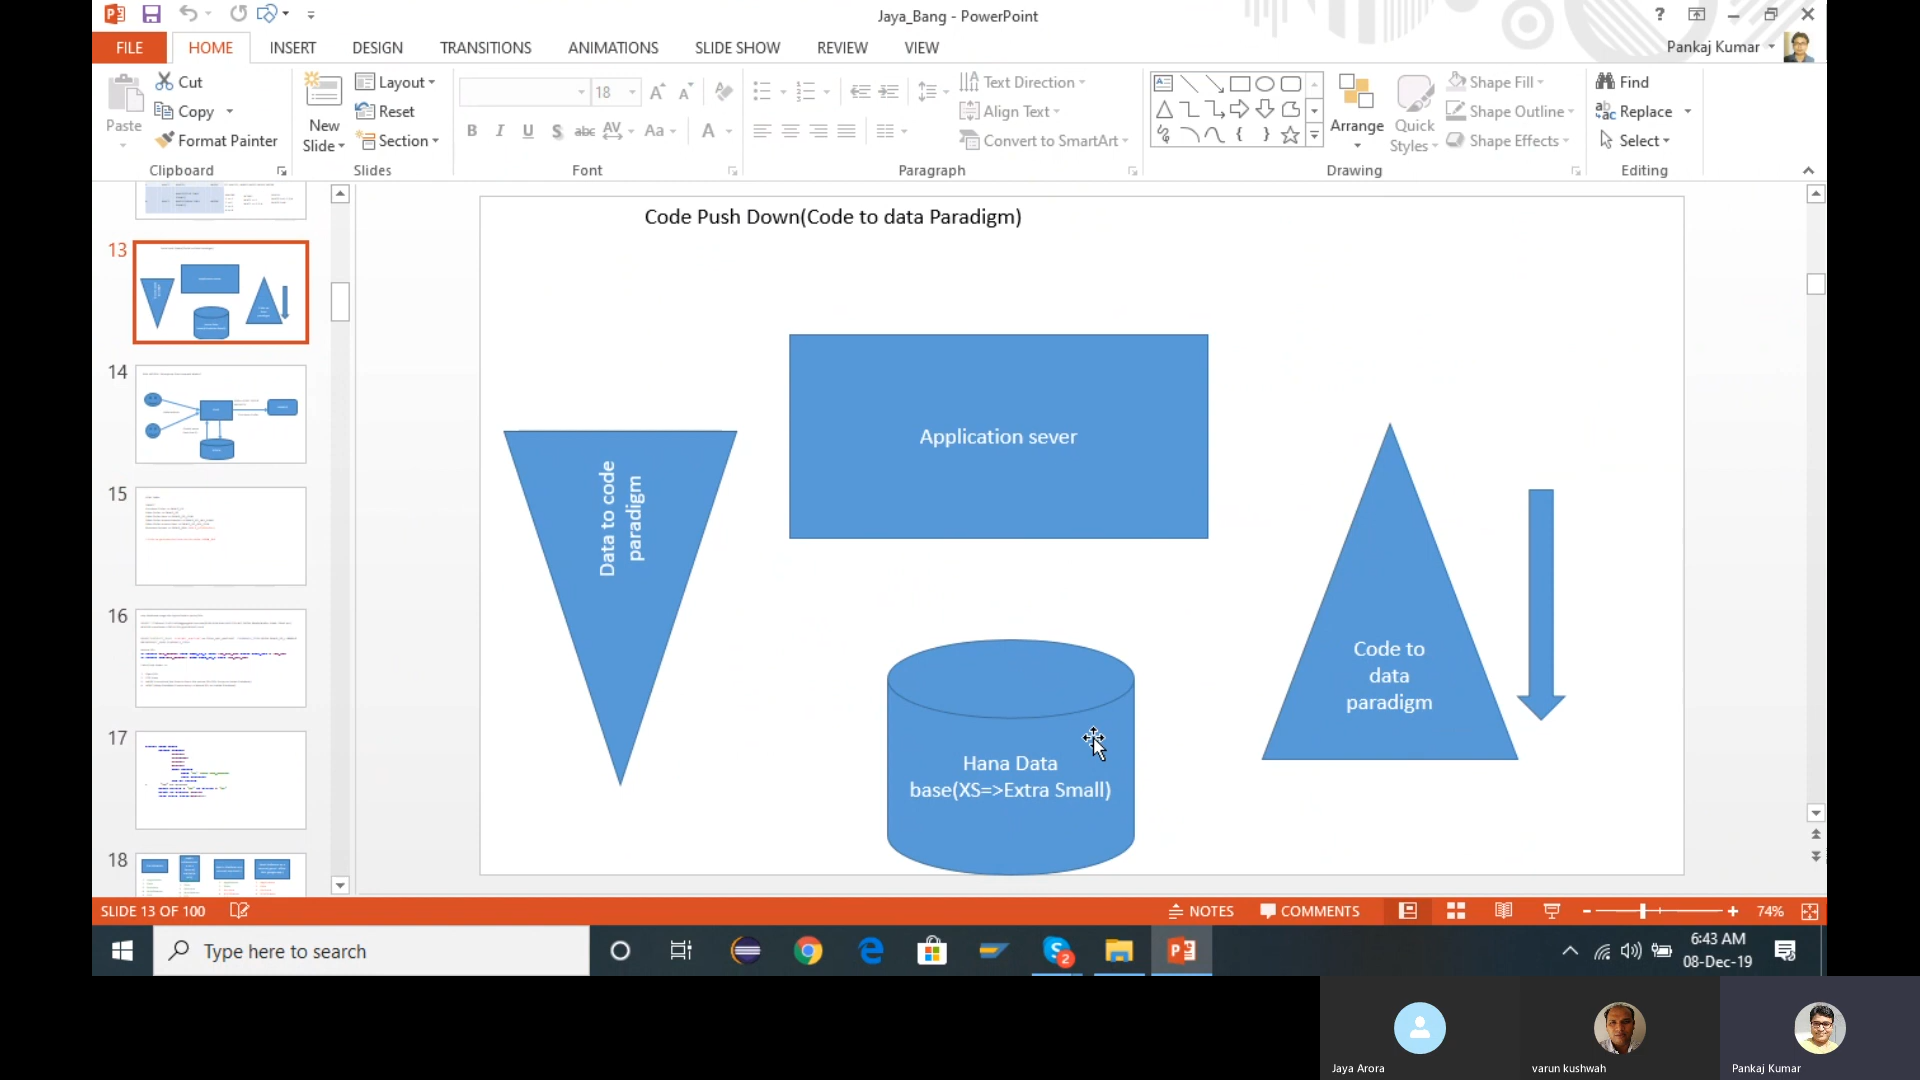 Jaya_Bang - PowerPoint
?
FILE
HOME
INSERT
DESIGN
TRANSITIONS
ANIMATIONS
SLIDE SHOW
REVIEW
VIEW
Pankaj Kumar
Paste
Cut
Copy
Format Painter
Clipboard
New
Slide
Layout
Reset
Section
Slides
18
B I U S abc AV Aa A
Font
Text Direction
Align Text
Convert to SmartArt
Paragraph
Arrange
Quick
Styles
Shape Fill
Shape Outline
Shape Effects
Drawing
Find
Replace
Select
Editing
13
14
15
16
17
18
Code Push Down(Code to data Paradigm)
Data to code
paradigm
Application sever
Hana Data
base(XS=>Extra Small)
Code to
data
paradigm
SLIDE 13 OF 100
NOTES
COMMENTS
74%
Type here to search
2
6:43 AM
08-Dec-19
Jaya Arora
varun kushwah
Pankaj Kumar